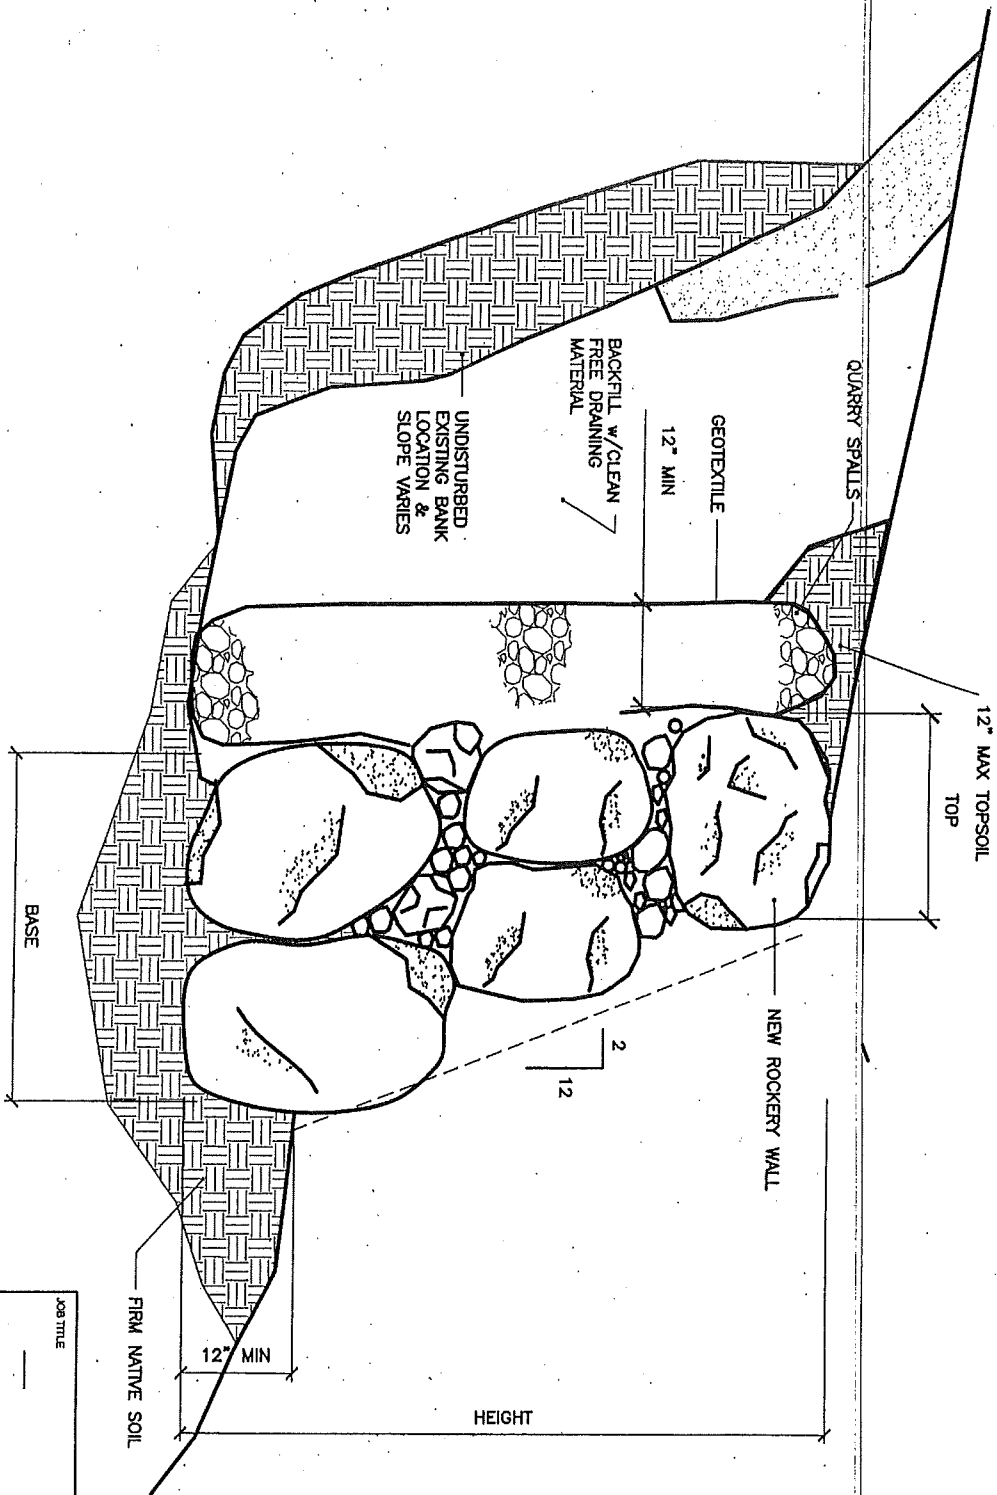 12" MAX TOPSOIL
TOP
QUARRY SPALLS
NEW ROCKERY WALL
GEOTEXTILE
12" MIN
BACKFILL w/CLEAN
FREE DRAINING
MATERIAL
2
12
UNDISTURBED
EXISTING BANK
LOCATION &
SLOPE VARIES
HEIGHT
12" MIN
FIRM NATIVE SOIL
BASE
JOB TITLE